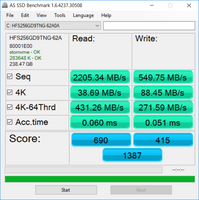 AS SSD Benchmark 1.6.4237.30508
File Edit View Tools Language Help
C: HFS256GD9TNG-62A0A
HFS256GD9TNG-62A
80001E00
stornvme - OK
283648 K - OK
238.47 GB
Read: Write:
Seq 2205.34 MB/s 549.75 MB/s
4K 38.69 MB/s 88.45 MB/s
4K-64Thrd 431.26 MB/s 271.59 MB/s
Acc.time 0.060 ms 0.051 ms
Score: 690 415
1387
--:--:--
Start